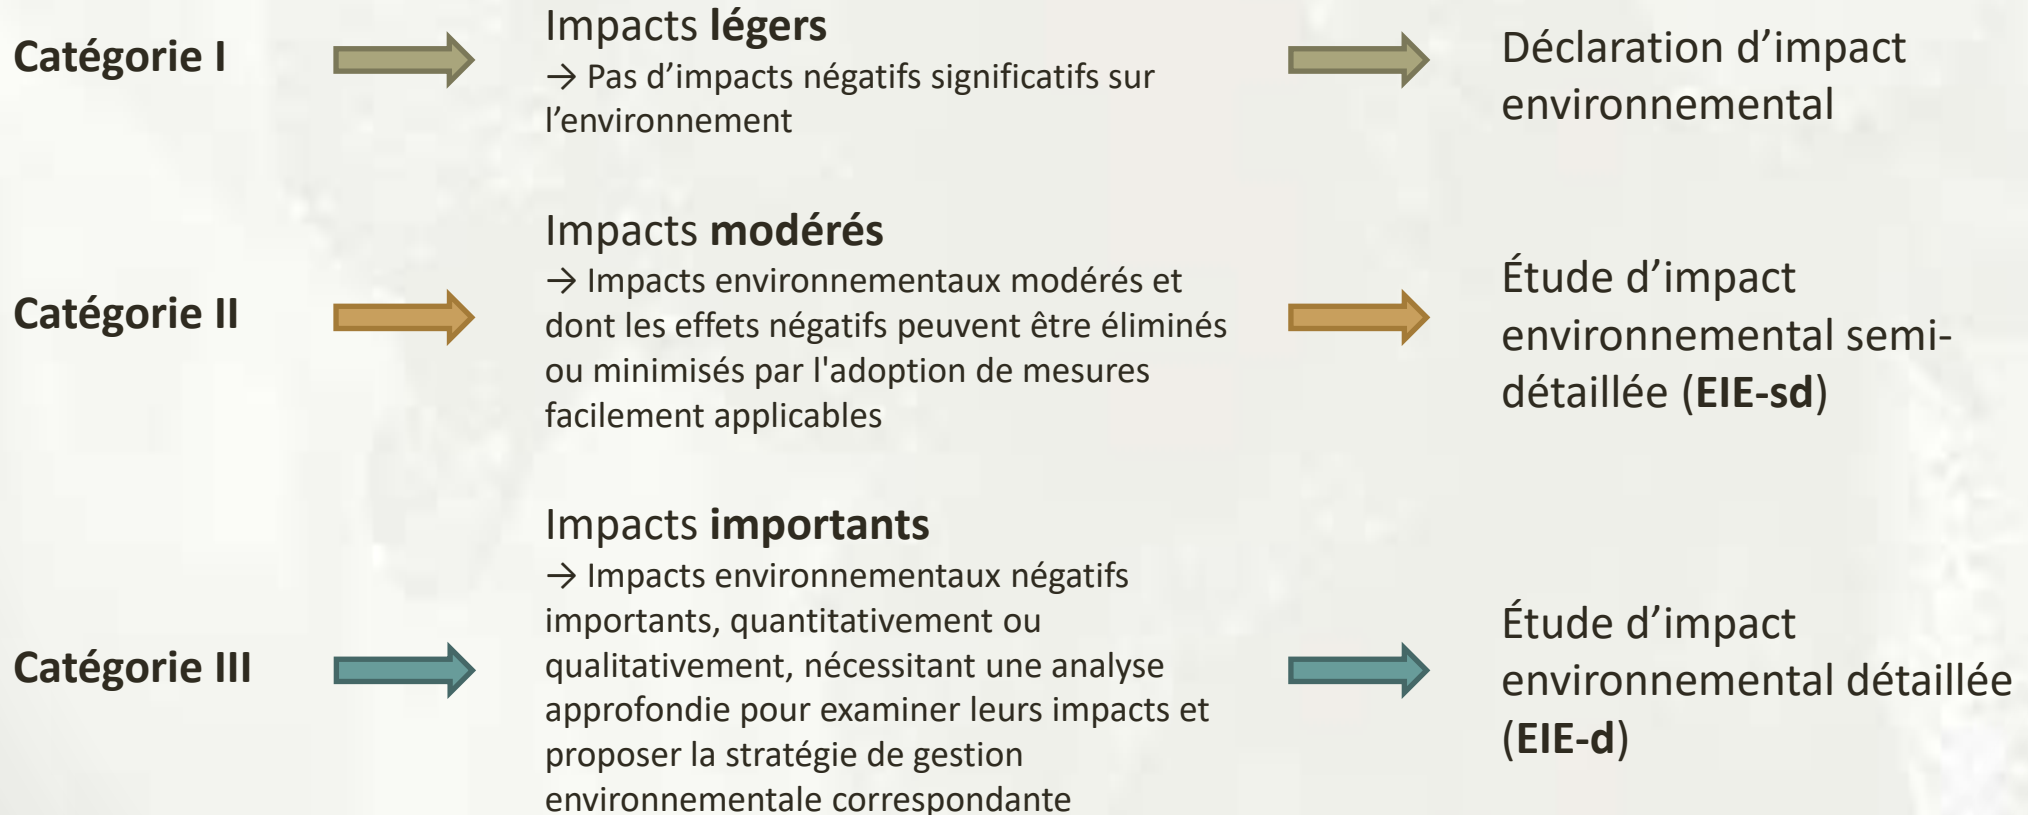 Catégorie I
Impacts légers
→ Pas d’impacts négatifs significatifs sur
l’environnement
Déclaration d’impact
environnemental
Catégorie II
Impacts modérés
→ Impacts environnementaux modérés et
dont les effets négatifs peuvent être éliminés
ou minimisés par l'adoption de mesures
facilement applicables
Étude d’impact
environnemental semi-
détaillée (EIE-sd)
Catégorie III
Impacts importants
→ Impacts environnementaux négatifs
importants, quantitativement ou
qualitativement, nécessitant une analyse
approfondie pour examiner leurs impacts et
proposer la stratégie de gestion
environnementale correspondante
Étude d’impact
environnemental détaillée
(EIE-d)